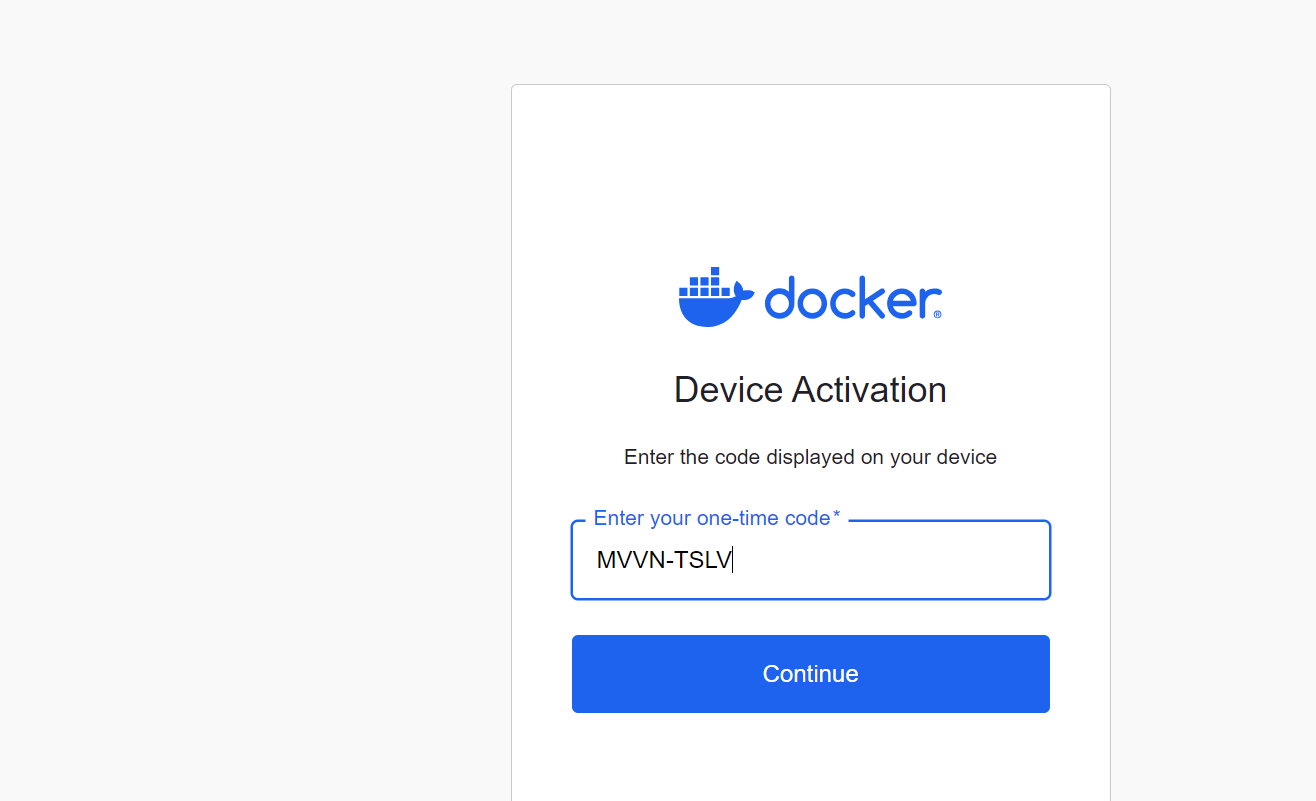 docker®
Device Activation
Enter the code displayed on your device
Enter your one-time code*
MVVN-TSLV
Continue